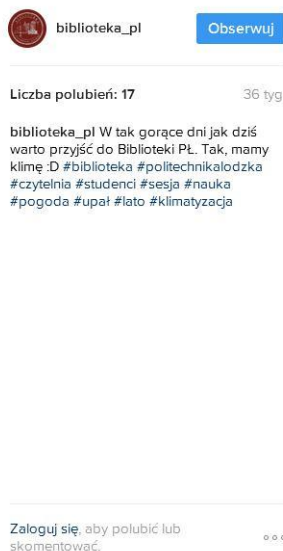 biblioteka_pl
Obserwuj
Liczba polubień: 17
36 tyg
biblioteka_pl W tak gorące dni jak dziś
warto przyjść do Biblioteki PŁ. Tak, mamy
klimę :D #biblioteka #politechnikalodzka
#czytelnia #studenci #sesja #nauka
#pogoda #upał #lato #klimatyzacja
Zaloguj się, aby polubić lub
skomentować.